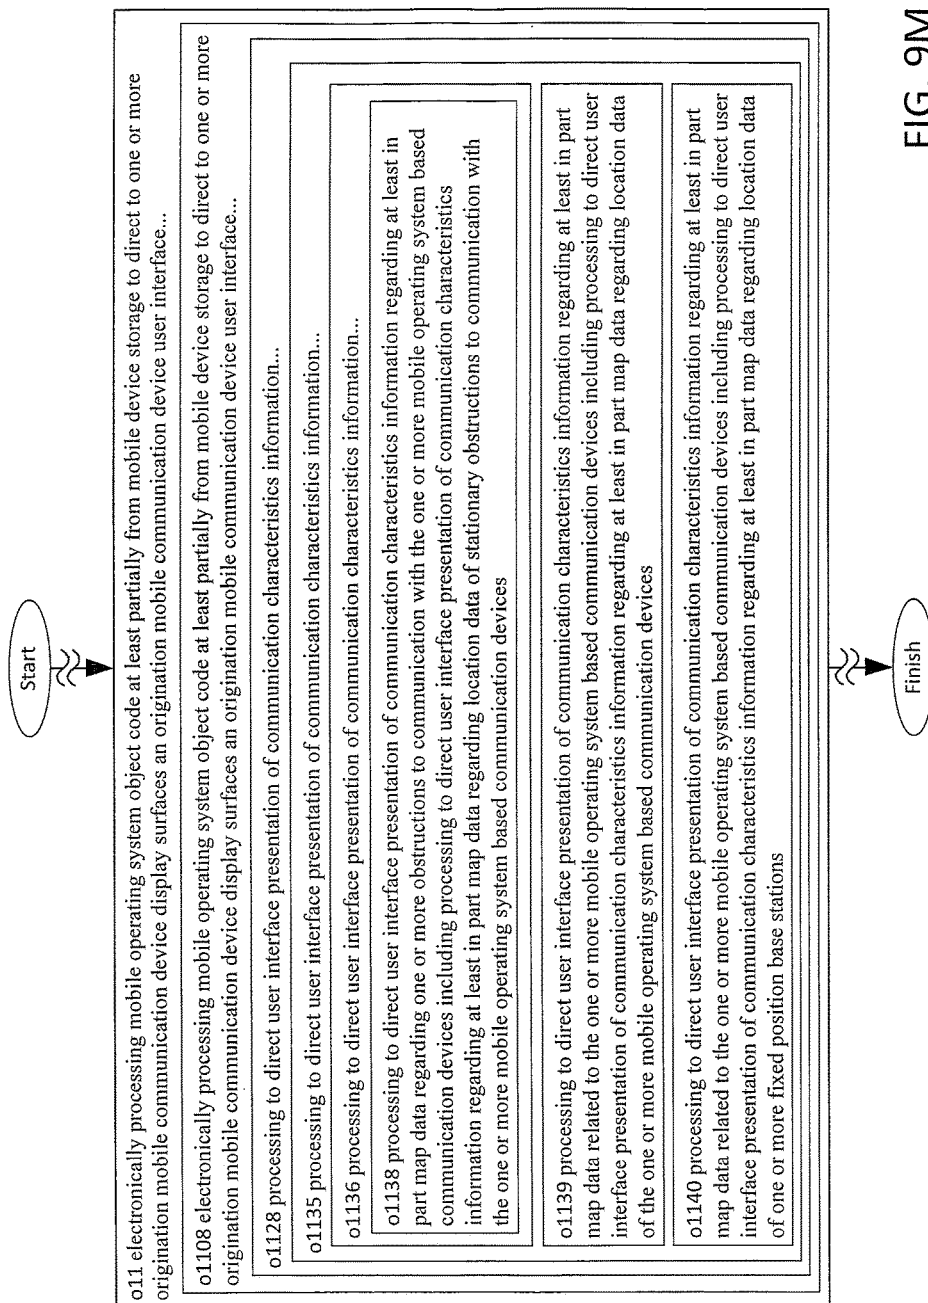 Start
o111 electronically processing mobile operating system object code at least partially from mobile device storage to direct to one or more
origination mobile communication device display surfaces an origination mobile communication device user interface...
o1108 electronically processing mobile operating system object code at least partially from mobile device storage to direct to one or more
origination mobile communication device display surfaces an origination mobile communication device user interface...
o1128 processing to direct user interface presentation of communication characteristics information...
o1135 processing to direct user interface presentation of communication characteristics information...
o1136 processing to direct user interface presentation of communication characteristics information...
o1138 processing to direct user interface presentation of communication characteristics information regarding at least in
part map data regarding one or more obstructions to communication with the one or more mobile operating system based
communication devices including processing to direct user interface presentation of communication characteristics
information regarding at least in part map data regarding location data of stationary obstructions to communication with
the one or more mobile operating system based communication devices
o1139 processing to direct user interface presentation of communication characteristics information regarding at least in part
map data related to the one or more mobile operating system based communication devices including processing to direct user
interface presentation of communication characteristics information regarding at least in part map data regarding location data
of the one or more mobile operating system based communication devices
o1140 processing to direct user interface presentation of communication characteristics information regarding at least in part
map data related to the one or more mobile operating system based communication devices including processing to direct user
interface presentation of communication characteristics information regarding at least in part map data regarding location data
of one or more fixed position base stations
Finish
FIG. 9M